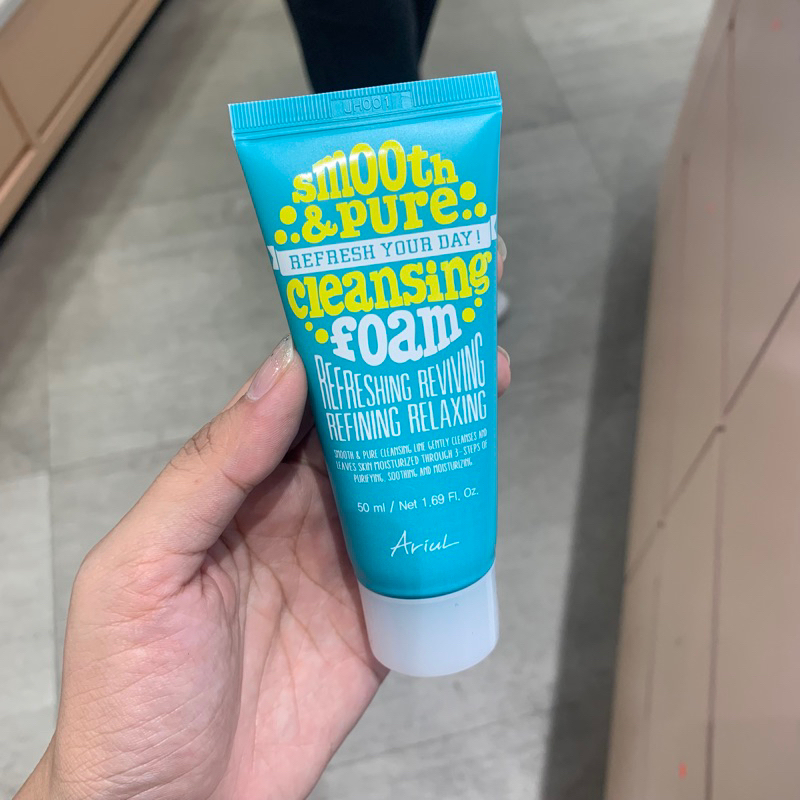 smooth
& pure
REFRESH YOUR DAY!
cleansing
foam
REFRESHING REVIVING
REFINING RELAXING
SMOOTH & PURE CLEANSING LINE GENTLY CLEANSES AND
LEAVES SKIN MOISTURIZED THROUGH 3-STEPS OF
PURIFYING, SOOTHING AND MOISTURIZING.
50 ml / Net 1.69 Fl. Oz.
Ariul